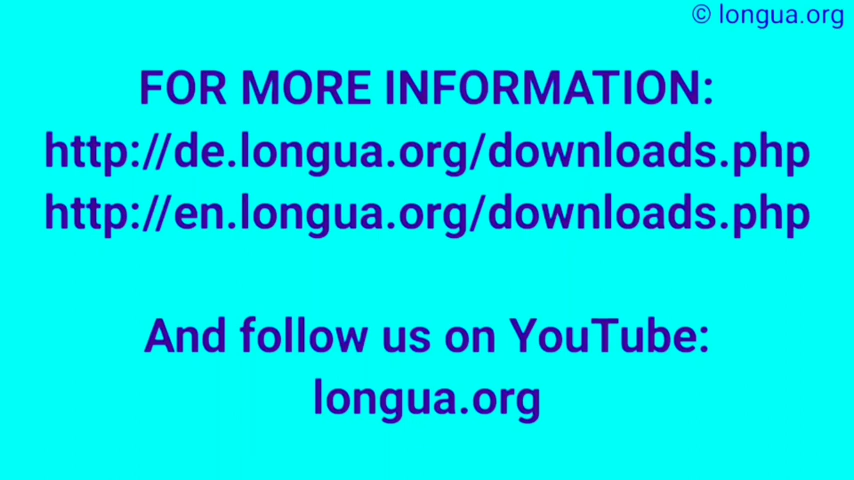 © longua.org
FOR MORE INFORMATION:
http://de.longua.org/downloads.php
http://en.longua.org/downloads.php
And follow us on YouTube:
longua.org